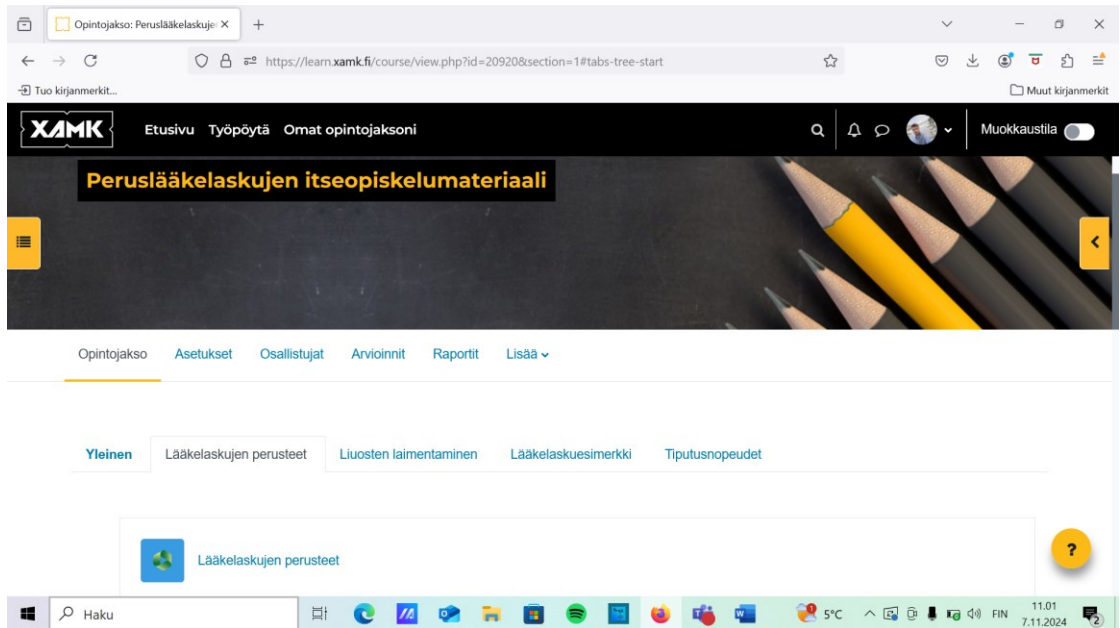 Opintojakso: Peruslääkelaskuje
https://learn.xamk.fi/course/view.php?id=20920&section=1#tabs-tree-start
Tuo kirjanmerkit...
Muut kirjanmerkit
XAMK Etusivu Työpöytä Omat opintojaksoni Muokkaustila
Peruslääkelaskujen itseopiskelumateriaali
Opintojakso Asetukset Osallistujat Arvioinnit Raportit Lisää
Yleinen Lääkelaskujen perusteet Liuosten laimentaminen Lääkelaskuesimerkki Tiputusnopeudet
Lääkelaskujen perusteet
?
Haku 5°C FIN 11.01
7.11.2024 2